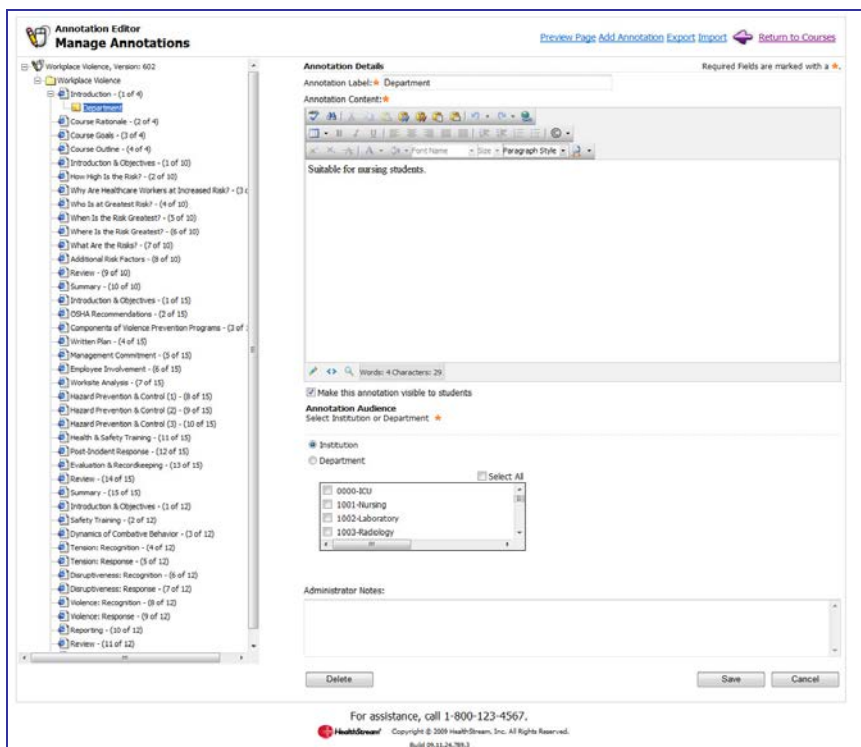 Annotation Editor
Manage Annotations
Preview Page Add Annotation Export Import Return to Courses
Workplace Violence, Version: 602
Workplace Violence
Introduction - (1 of 4)
Department
Course Rationale - (2 of 4)
Course Goals - (3 of 4)
Course Outline - (4 of 4)
Introduction & Objectives - (1 of 10)
How High Is the Risk? - (2 of 10)
Why Are Healthcare Workers at Increased Risk? - (3 o
Who Is at Greatest Risk? - (4 of 10)
When Is the Risk Greatest? - (5 of 10)
Where Is the Risk Greatest? - (6 of 10)
What Are the Risks? - (7 of 10)
Additional Risk Factors - (8 of 10)
Review - (9 of 10)
Summary - (10 of 10)
Introduction & Objectives - (1 of 15)
OSHA Recommendations - (2 of 15)
Components of Violence Prevention Programs - (3 of
Written Plan - (4 of 15)
Management Commitment - (5 of 15)
Employee Involvement - (6 of 15)
Worksite Analysis - (7 of 15)
Hazard Prevention & Control (1) - (8 of 15)
Hazard Prevention & Control (2) - (9 of 15)
Hazard Prevention & Control (3) - (10 of 15)
Health & Safety Training - (11 of 15)
Post-Incident Response - (12 of 15)
Evaluation & Recordkeeping - (13 of 15)
Review - (14 of 15)
Summary - (15 of 15)
Introduction & Objectives - (1 of 12)
Safety Training - (2 of 12)
Dynamics of Combative Behavior - (3 of 12)
Tension: Recognition - (4 of 12)
Tension: Response - (5 of 12)
Disruptiveness: Recognition - (6 of 12)
Disruptiveness: Response - (7 of 12)
Violence: Recognition - (8 of 12)
Violence: Response - (9 of 12)
Reporting - (10 of 12)
Review - (11 of 12)
Annotation Details
Required Fields are marked with a *.
Annotation Label:* Department
Annotation Content:*
Font Name Size Paragraph Style
Suitable for nursing students.
Words: 4 Characters: 29
Make this annotation visible to students
Annotation Audience
Select Institution or Department *
Institution
Department
Select All
0000-ICU
1001-Nursing
1002-Laboratory
1003-Radiology
Administrator Notes:
Delete Save Cancel
For assistance, call 1-800-123-4567.
HealthStream Copyright © 2009 HealthStream, Inc. All Rights Reserved.
Build 09.11.24.789.3